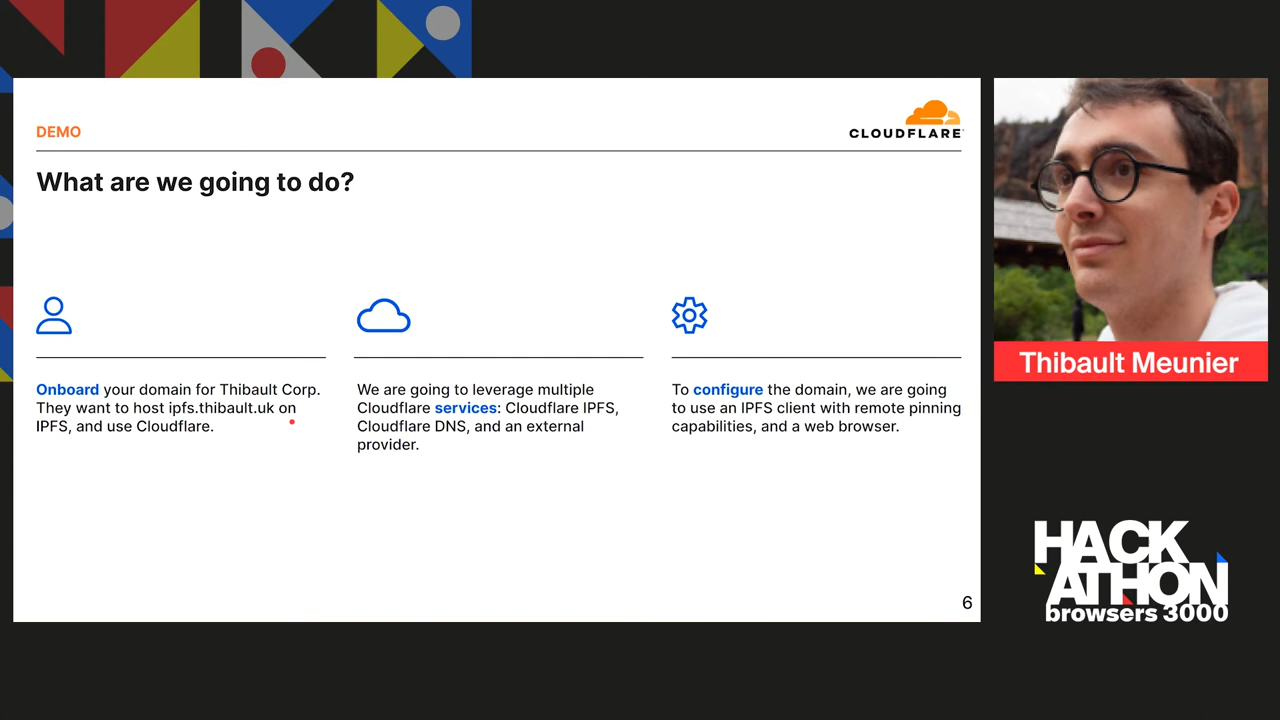 DEMO
CLOUDFLARE
What are we going to do?
Onboard your domain for Thibault Corp.
They want to host ipfs.thibault.uk on
IPFS, and use Cloudflare.
We are going to leverage multiple
Cloudflare services: Cloudflare IPFS,
Cloudflare DNS, and an external
provider.
To configure the domain, we are going
to use an IPFS client with remote pinning
capabilities, and a web browser.
6
Thibault Meunier
HACK
ATHON
browsers 3000